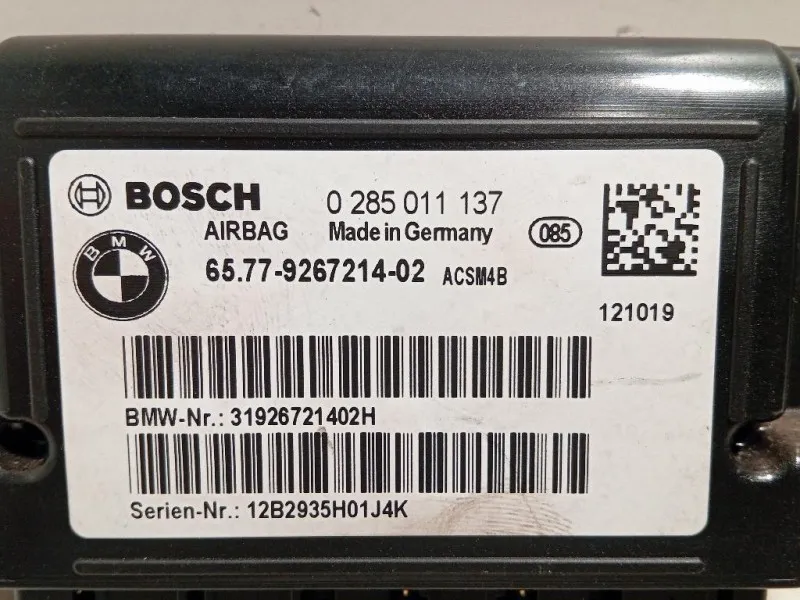 BOSCH 0 285 011 137
AIRBAG Made in Germany 085
BMW
65.77-9267214-02 ACSM4B
121019
BMW-Nr.: 31926721402H
Serien-Nr.: 12B2935H01J4K